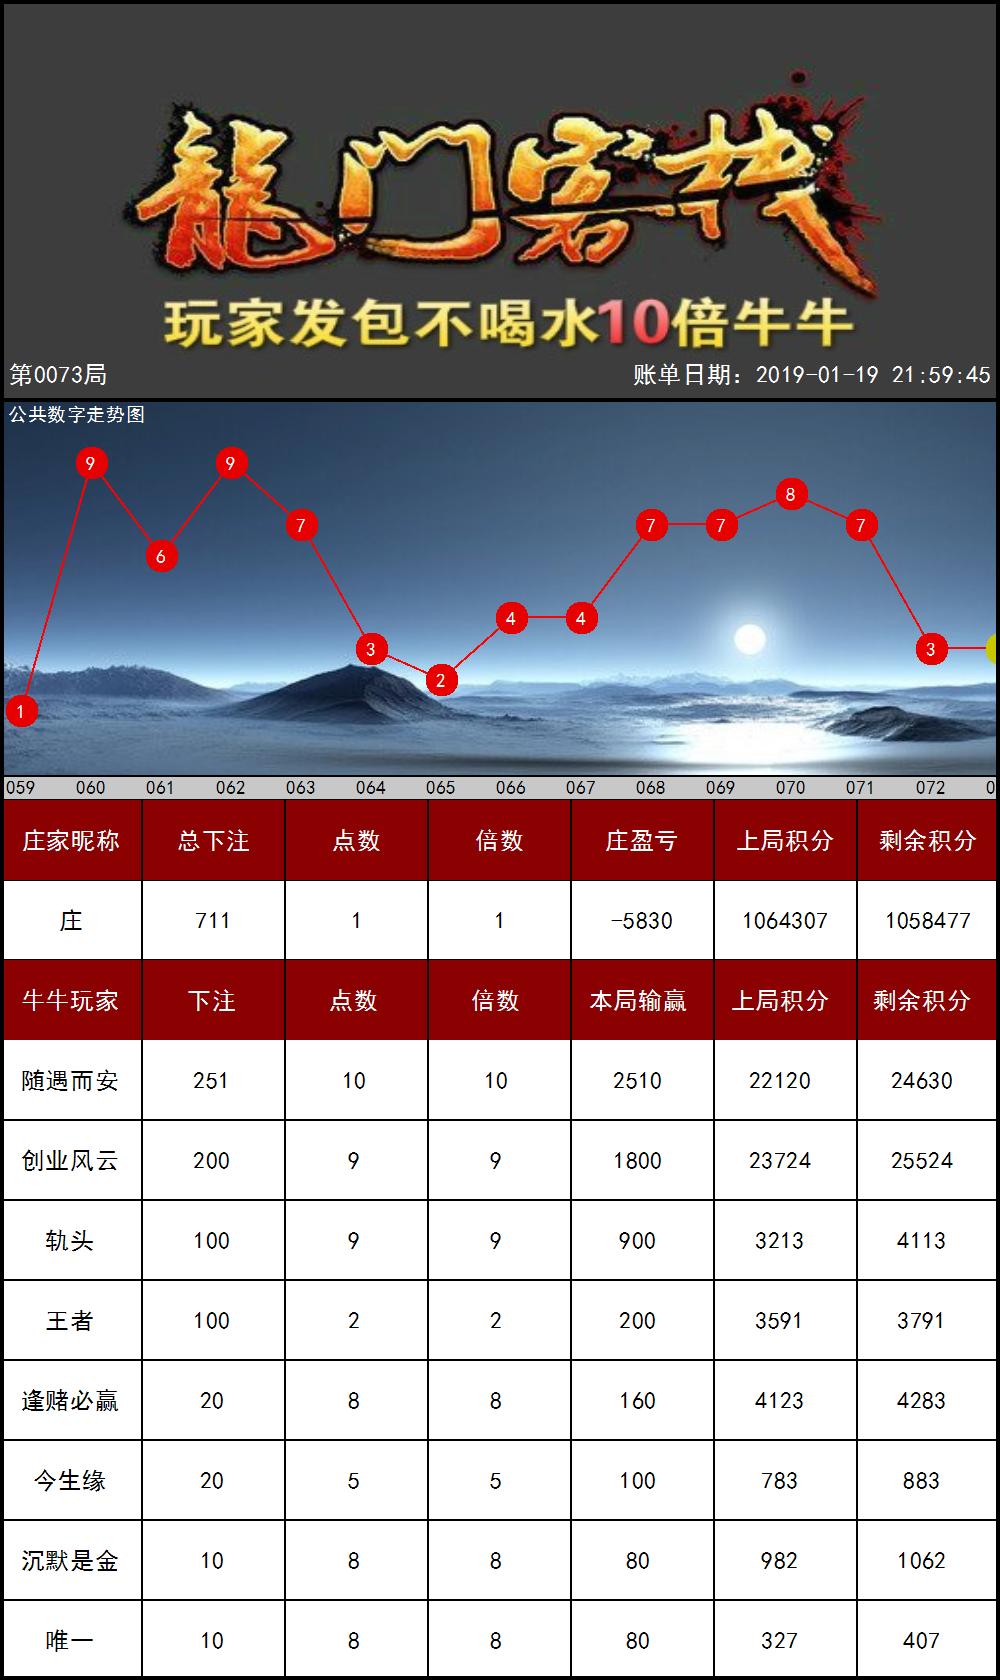 龍门客栈
玩家发包不喝水10倍牛牛
第0073局 账单日期：2019-01-19 21:59:45
公共数字走势图
1 9 6 9 7 3 2 4 4 7 7 8 7 3
059 060 061 062 063 064 065 066 067 068 069 070 071 072 0
庄家昵称 总下注 点数 倍数 庄盈亏 上局积分 剩余积分
庄 711 1 1 -5830 1064307 1058477
牛牛玩家 下注 点数 倍数 本局输赢 上局积分 剩余积分
随遇而安 251 10 10 2510 22120 24630
创业风云 200 9 9 1800 23724 25524
轨头 100 9 9 900 3213 4113
王者 100 2 2 200 3591 3791
逢赌必赢 20 8 8 160 4123 4283
今生缘 20 5 5 100 783 883
沉默是金 10 8 8 80 982 1062
唯一 10 8 8 80 327 407